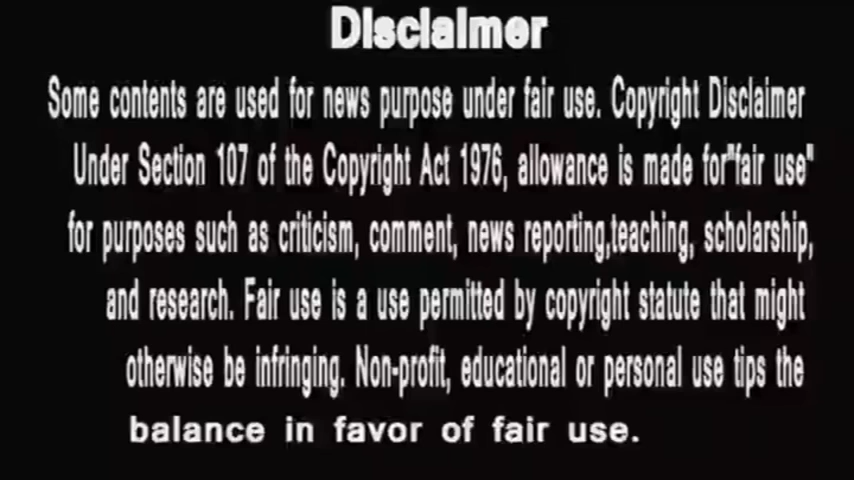 Disclaimer
Some contents are used for news purpose under fair use. Copyright Disclaimer
Under Section 107 of the Copyright Act 1976, allowance is made for"fair use"
for purposes such as criticism, comment, news reporting,teaching, scholarship,
and research. Fair use is a use permitted by copyright statute that might
otherwise be infringing. Non-profit, educational or personal use tips the
balance in favor of fair use.